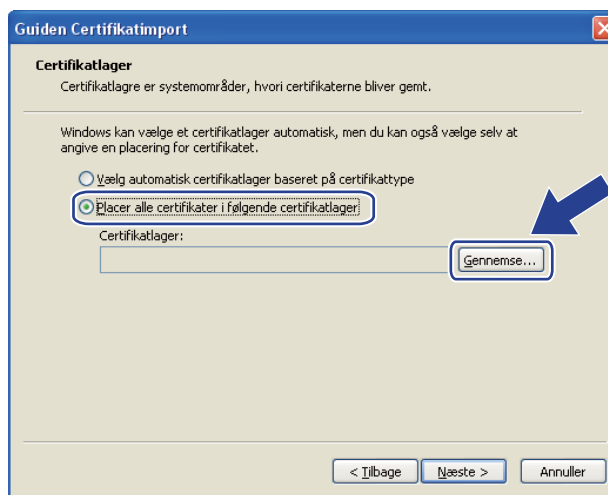 Guiden Certifikatimport
Certifikatlager
Certifikatlagre er systemområder, hvori certifikaterne bliver gemt.
Windows kan vælge et certifikatlager automatisk, men du kan også vælge selv at
angive en placering for certifikatet.
Vælg automatisk certifikatlager baseret på certifikattype
Placer alle certifikater i følgende certifikatlager
Certifikatlager:
Gennemse...
< Tilbage Næste > Annuller